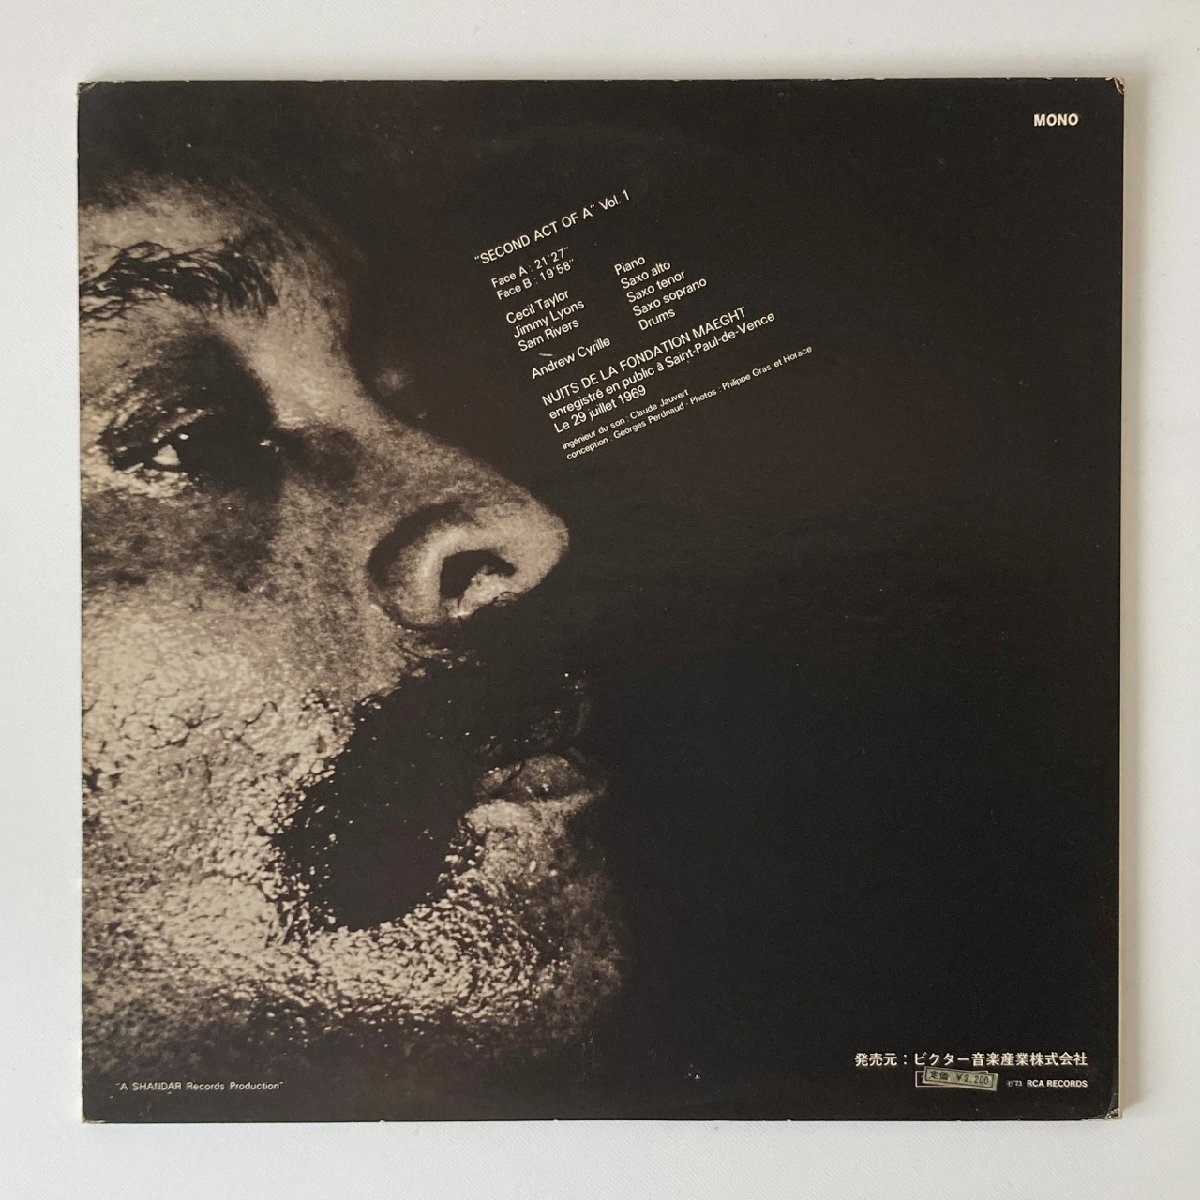 MONO
"SECOND ACT OF A" Vol. 1
Face A : 21'27"
Face B : 19'58"
Cecil Taylor Piano
Jimmy Lyons Saxo alto
Sam Rivers Saxo tenor
Saxo soprano
Andrew Cyrille Drums
NUITS DE LA FONDATION MAEGHT
enregistré en public à Saint-Paul-de-Vence
Le 29 juillet 1969
ingénieur du son : Claude Jauvert
conception : Georges Perdriaud - Photos : Philippe Gras et Horace
"A SHANDAR Records Production"
発売元：ビクター音楽産業株式会社
定価 ¥2,200
℗'73 RCA RECORDS